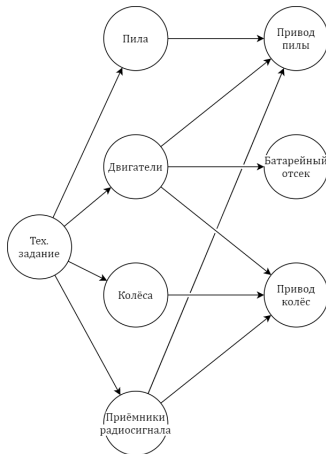 Пила
Привод
пилы
Двигатели
Батарейный
отсек
Тех.
задание
Колёса
Привод
колёс
Приёмники
радиосигнала